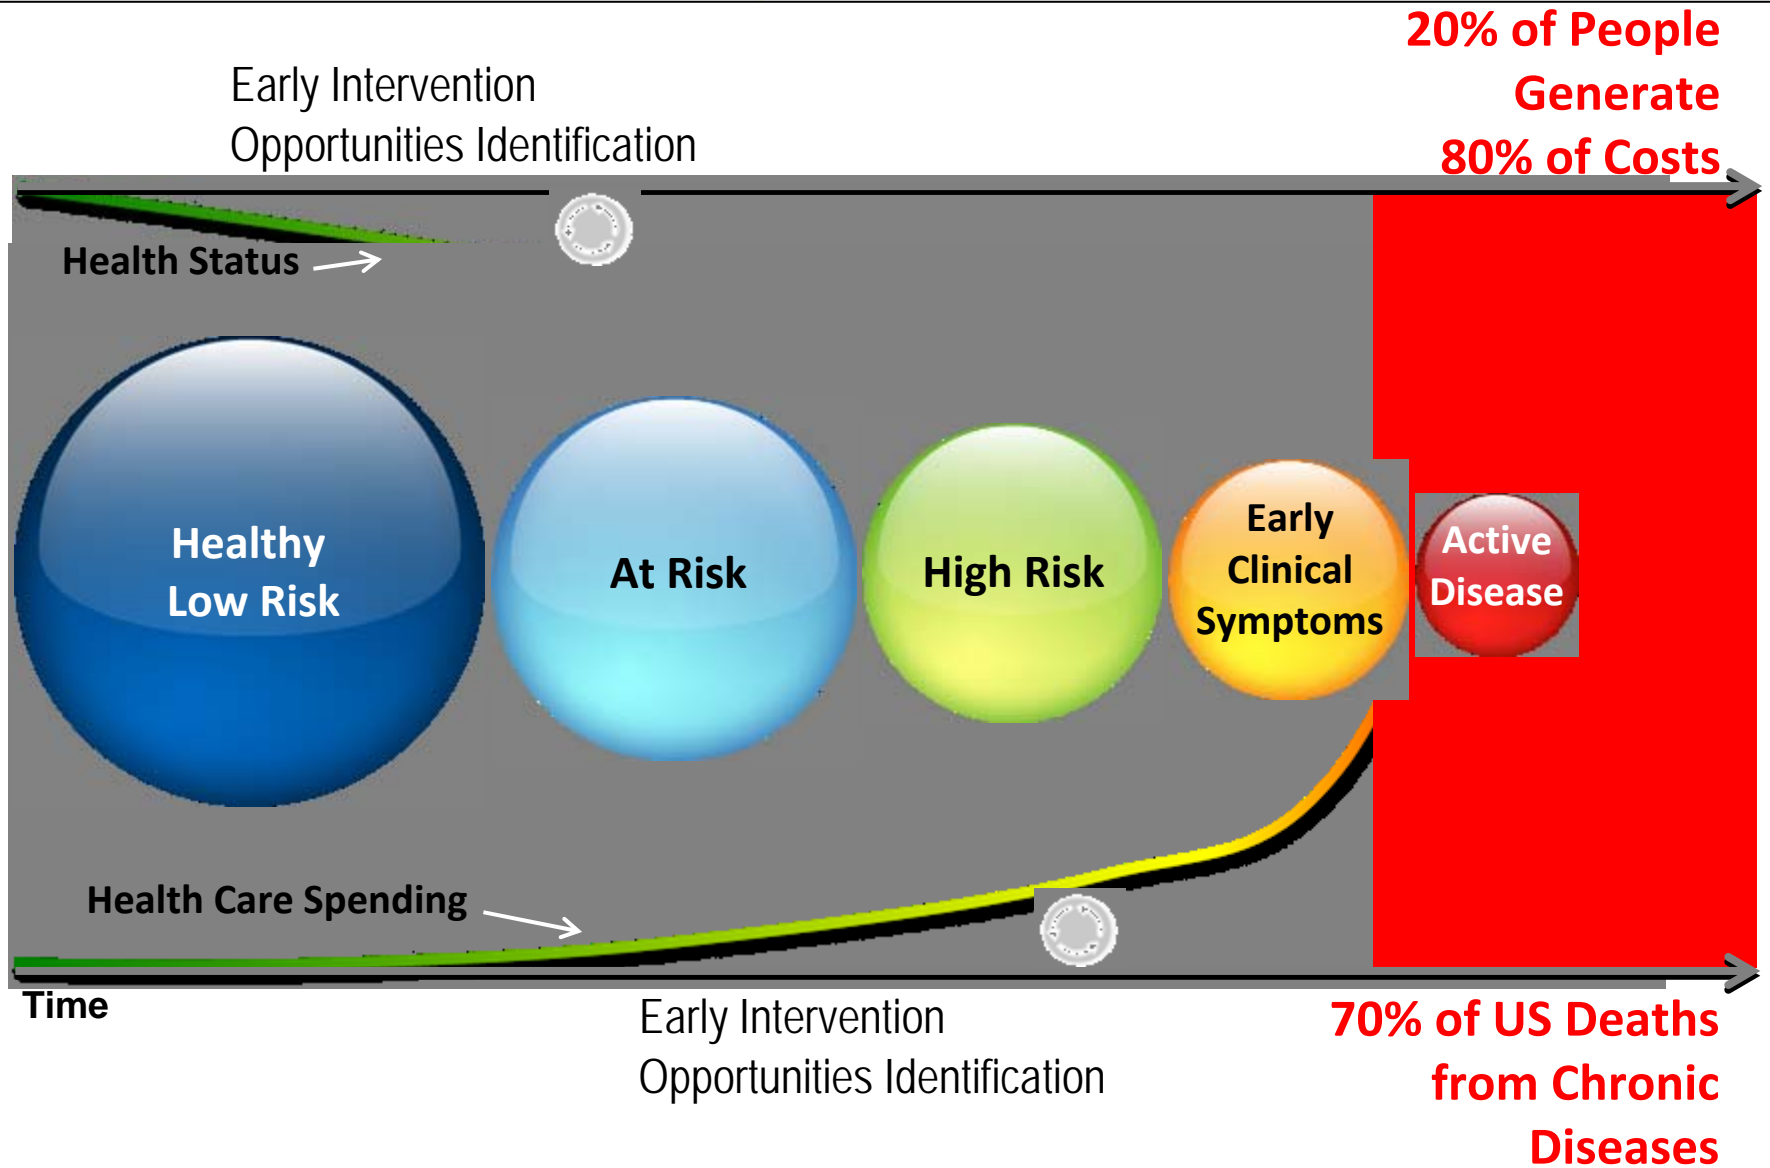 20% of People
Generate
80% of Costs
Early Intervention
Opportunities Identification
Health Status
Healthy
Low Risk
At Risk
High Risk
Early
Clinical
Symptoms
Active
Disease
Health Care Spending
Time
Early Intervention
Opportunities Identification
70% of US Deaths
from Chronic
Diseases